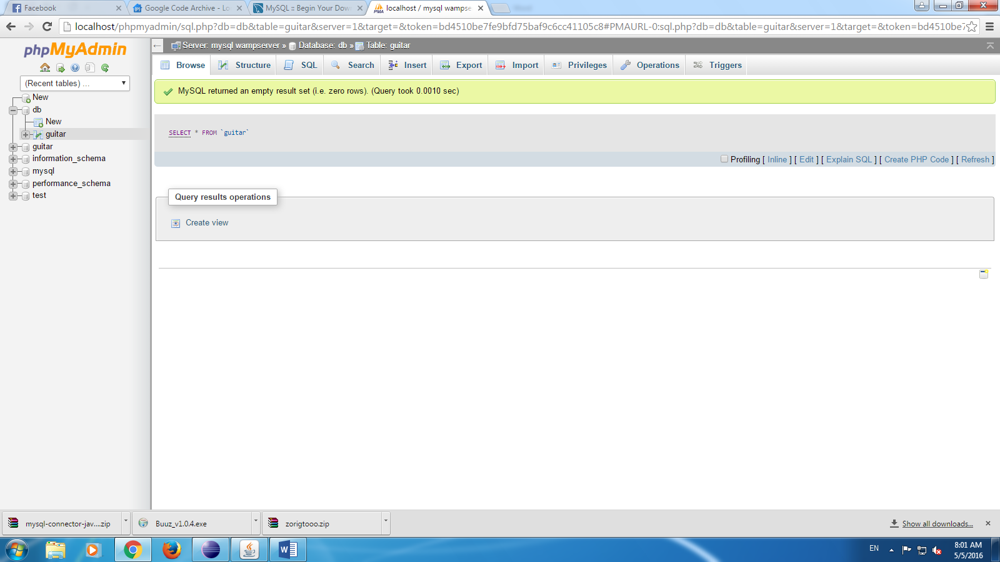 Facebook
Google Code Archive - Lo
MySQL :: Begin Your Dow
localhost / mysql wampse
localhost/phpmyadmin/sql.php?db=db&table=guitar&server=1&target=&token=bd4510be7fe9bfd75baf9c6cc41105c8#PMAURL-0:sql.php?db=db&table=guitar&server=1&target=&token=bd4510be7
phpMyAdmin
(Recent tables) ...
New
db
New
guitar
guitar
information_schema
mysql
performance_schema
test
Server: mysql wampserver » Database: db » Table: guitar
Browse
Structure
SQL
Search
Insert
Export
Import
Privileges
Operations
Triggers
MySQL returned an empty result set (i.e. zero rows). (Query took 0.0010 sec)
SELECT * FROM `guitar`
Profiling [ Inline ] [ Edit ] [ Explain SQL ] [ Create PHP Code ] [ Refresh ]
Query results operations
Create view
mysql-connector-jav....zip
Buuz_v1.0.4.exe
zorigtooo.zip
Show all downloads...
EN
8:01 AM
5/5/2016